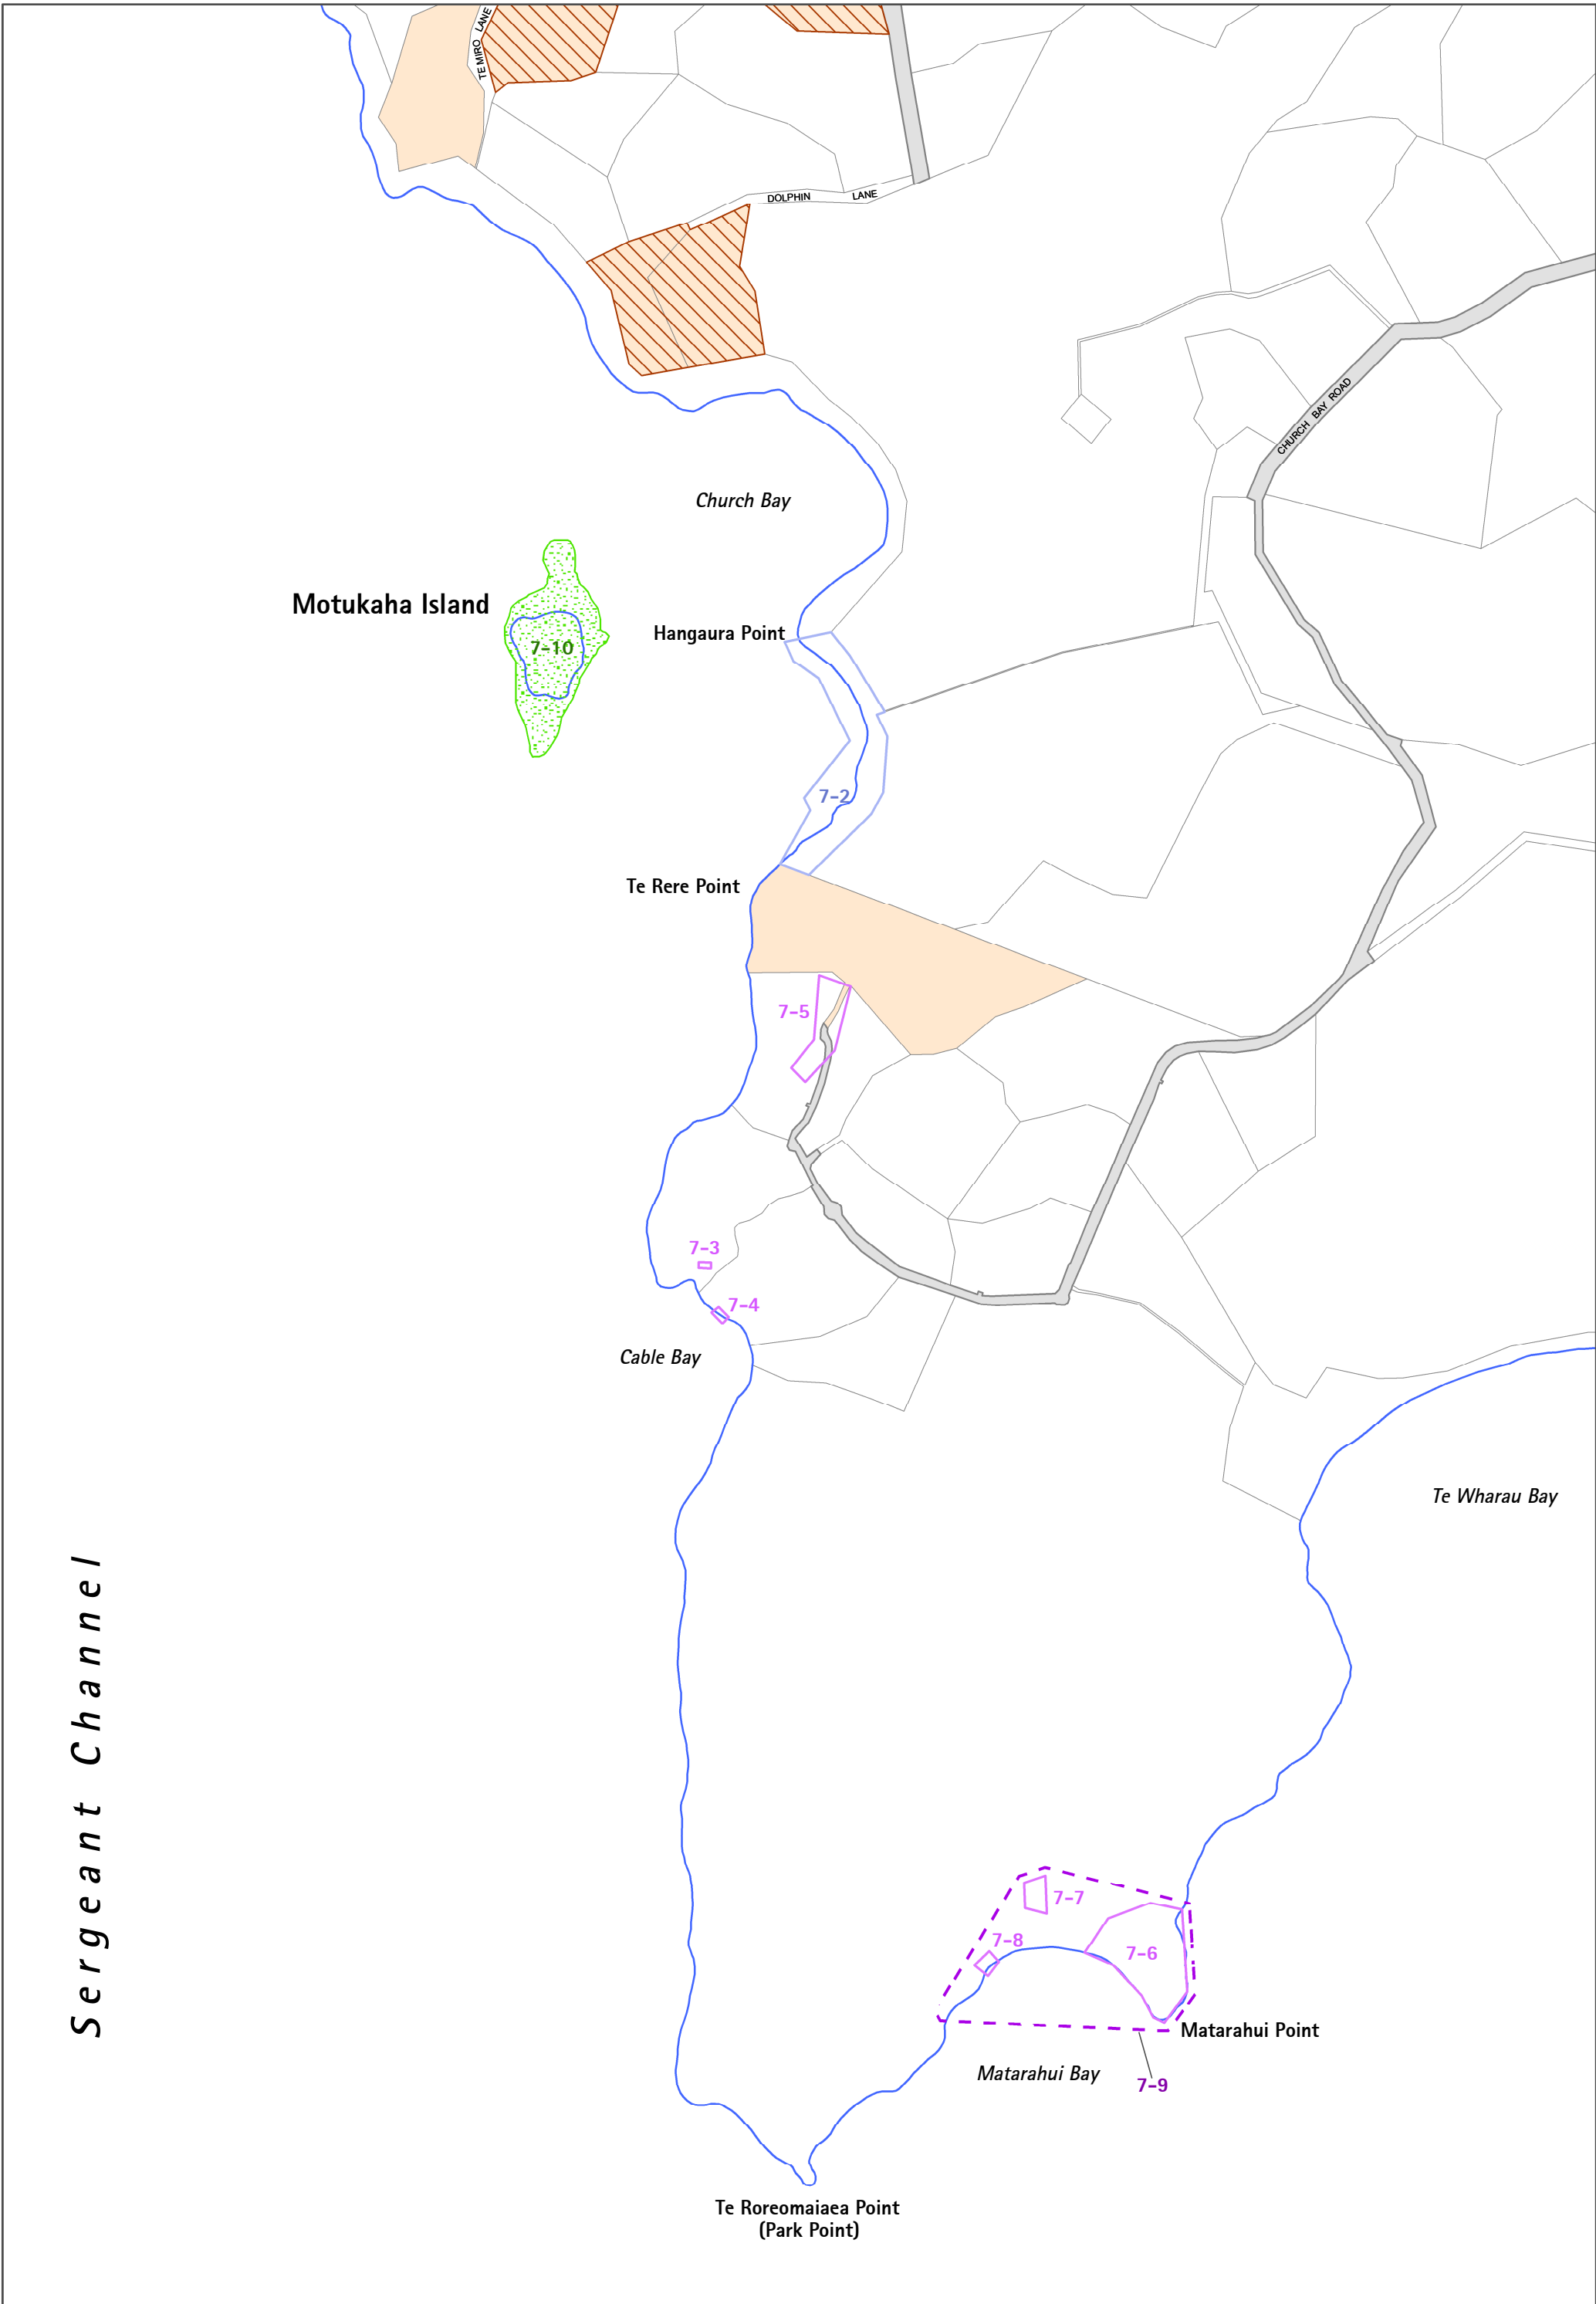 TE MIRO LANE
DOLPHIN LANE
CHURCH BAY ROAD
Church Bay
Motukaha Island
Hangaura Point
7-10
7-2
Te Rere Point
7-5
7-3
7-4
Cable Bay
Te Wharau Bay
Sergeant Channel
7-7
7-8
7-6
Matarahui Point
Matarahui Bay
7-9
Te Roreomaiaea Point
(Park Point)